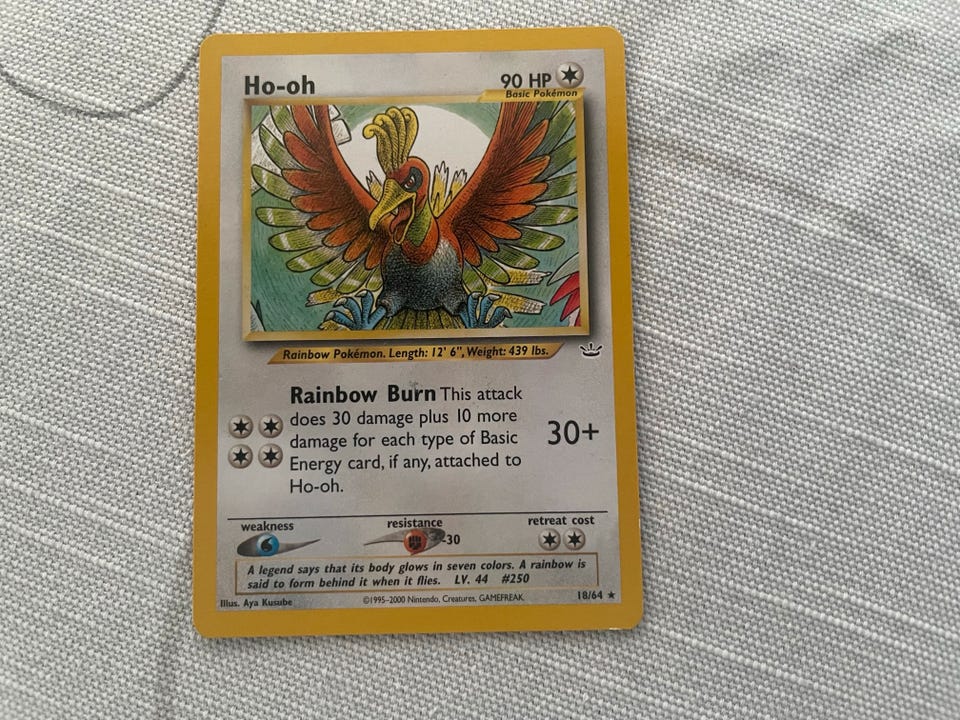 Ho-oh
90 HP
Basic Pokémon
Rainbow Pokémon. Length: 12' 6", Weight: 439 lbs.
Rainbow Burn This attack
does 30 damage plus 10 more
damage for each type of Basic
Energy card, if any, attached to
Ho-oh.
30+
weakness
resistance
-30
retreat cost
A legend says that its body glows in seven colors. A rainbow is
said to form behind it when it flies. LV. 44 #250
Illus. Aya Kusube
©1995-2000 Nintendo, Creatures, GAMEFREAK.
18/64 ★